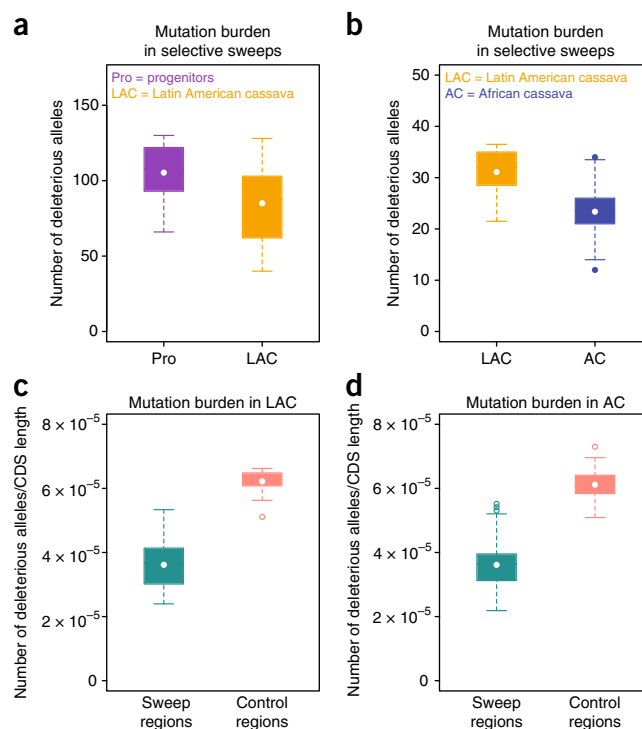 a
Mutation burden
in selective sweeps
Pro = progenitors
LAC = Latin American cassava
Number of deleterious alleles
150
100
50
0
Pro
LAC
b
Mutation burden
in selective sweeps
LAC = Latin American cassava
AC = African cassava
Number of deleterious alleles
50
40
30
20
10
0
LAC
AC
c
Mutation burden in LAC
Number of deleterious alleles/CDS length
8 × 10⁻⁵
6 × 10⁻⁵
4 × 10⁻⁵
2 × 10⁻⁵
0
Sweep
regions
Control
regions
d
Mutation burden in AC
Number of deleterious alleles/CDS length
8 × 10⁻⁵
6 × 10⁻⁵
4 × 10⁻⁵
2 × 10⁻⁵
0
Sweep
regions
Control
regions